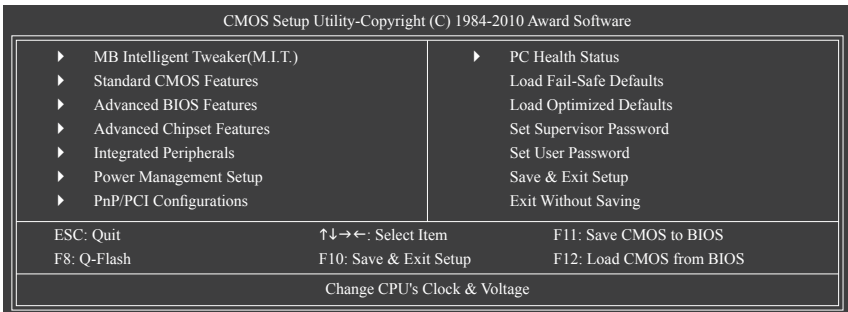 CMOS Setup Utility-Copyright (C) 1984-2010 Award Software
MB Intelligent Tweaker(M.I.T.)
Standard CMOS Features
Advanced BIOS Features
Advanced Chipset Features
Integrated Peripherals
Power Management Setup
PnP/PCI Configurations
PC Health Status
Load Fail-Safe Defaults
Load Optimized Defaults
Set Supervisor Password
Set User Password
Save & Exit Setup
Exit Without Saving
ESC: Quit
↑↓→←: Select Item
F11: Save CMOS to BIOS
F8: Q-Flash
F10: Save & Exit Setup
F12: Load CMOS from BIOS
Change CPU's Clock & Voltage